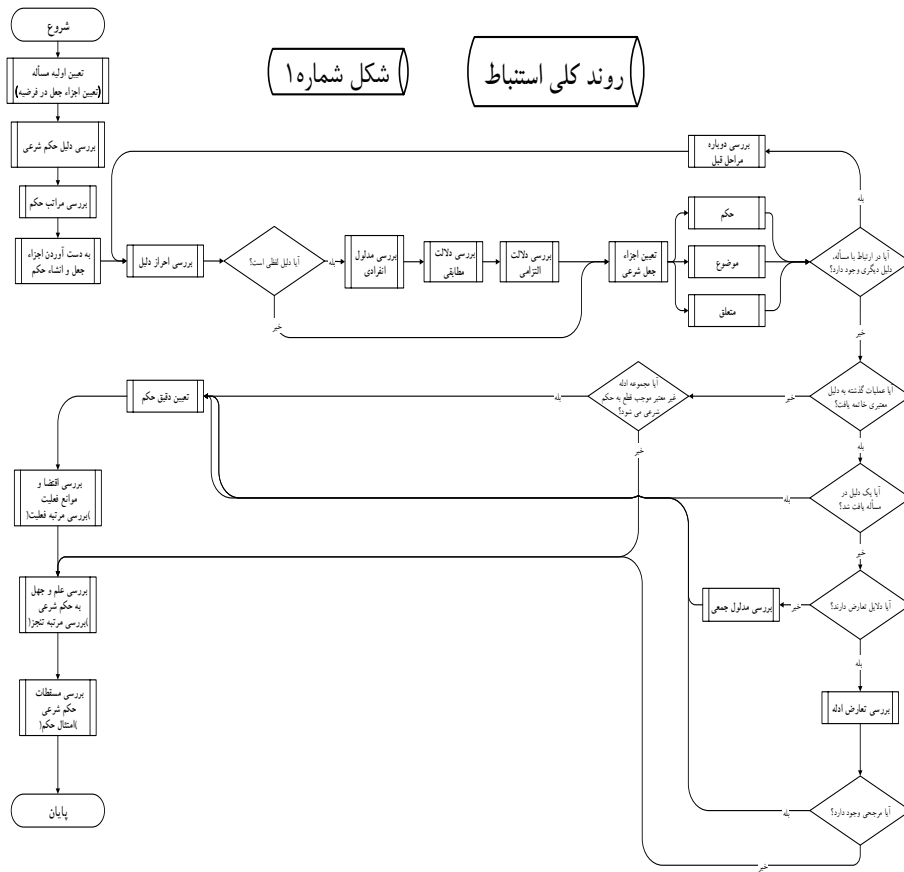 شروع
روند کلی استنباط
شکل شماره۱
تعیین اولیه مسأله
(تعیین اجزاء جعل در فرضیه)
بررسی دلیل حکم شرعی
بررسی مراتب حکم
به دست آوردن اجزاء
جعل و انشاء حکم
بررسی احراز دلیل
آیا دلیل لفظی است؟
بله
خیر
بررسی مدلول
انفرادی
بررسی دلالت
مطابقی
بررسی دلالت
التزامی
تعیین اجزاء
جعل شرعی
حکم
موضوع
متعلق
آیا در ارتباط با مسأله،
دلیل دیگری وجود دارد؟
بله
بررسی دوباره
مراحل قبل
خیر
آیا عملیات گذشته به دلیل
معتبری خاتمه یافت؟
خیر
آیا مجموعه ادله
غیر معتبر موجب قطع به حکم
شرعی می شود؟
بله
خیر
تعیین دقیق حکم
بله
آیا یک دلیل در
مسأله یافت شد؟
بله
خیر
آیا دلایل تعارض دارند؟
خیر
بررسی مدلول جمعی
بله
بررسی تعارض ادله
آیا مرجحی وجود دارد؟
بله
خیر
بررسی اقتضا و
موانع فعلیت
)بررسی مرتبه فعلیت(
بررسی علم و جهل
به حکم شرعی
)بررسی مرتبه تنجز(
بررسی مسقطات
حکم شرعی
)امتثال حکم(
پایان